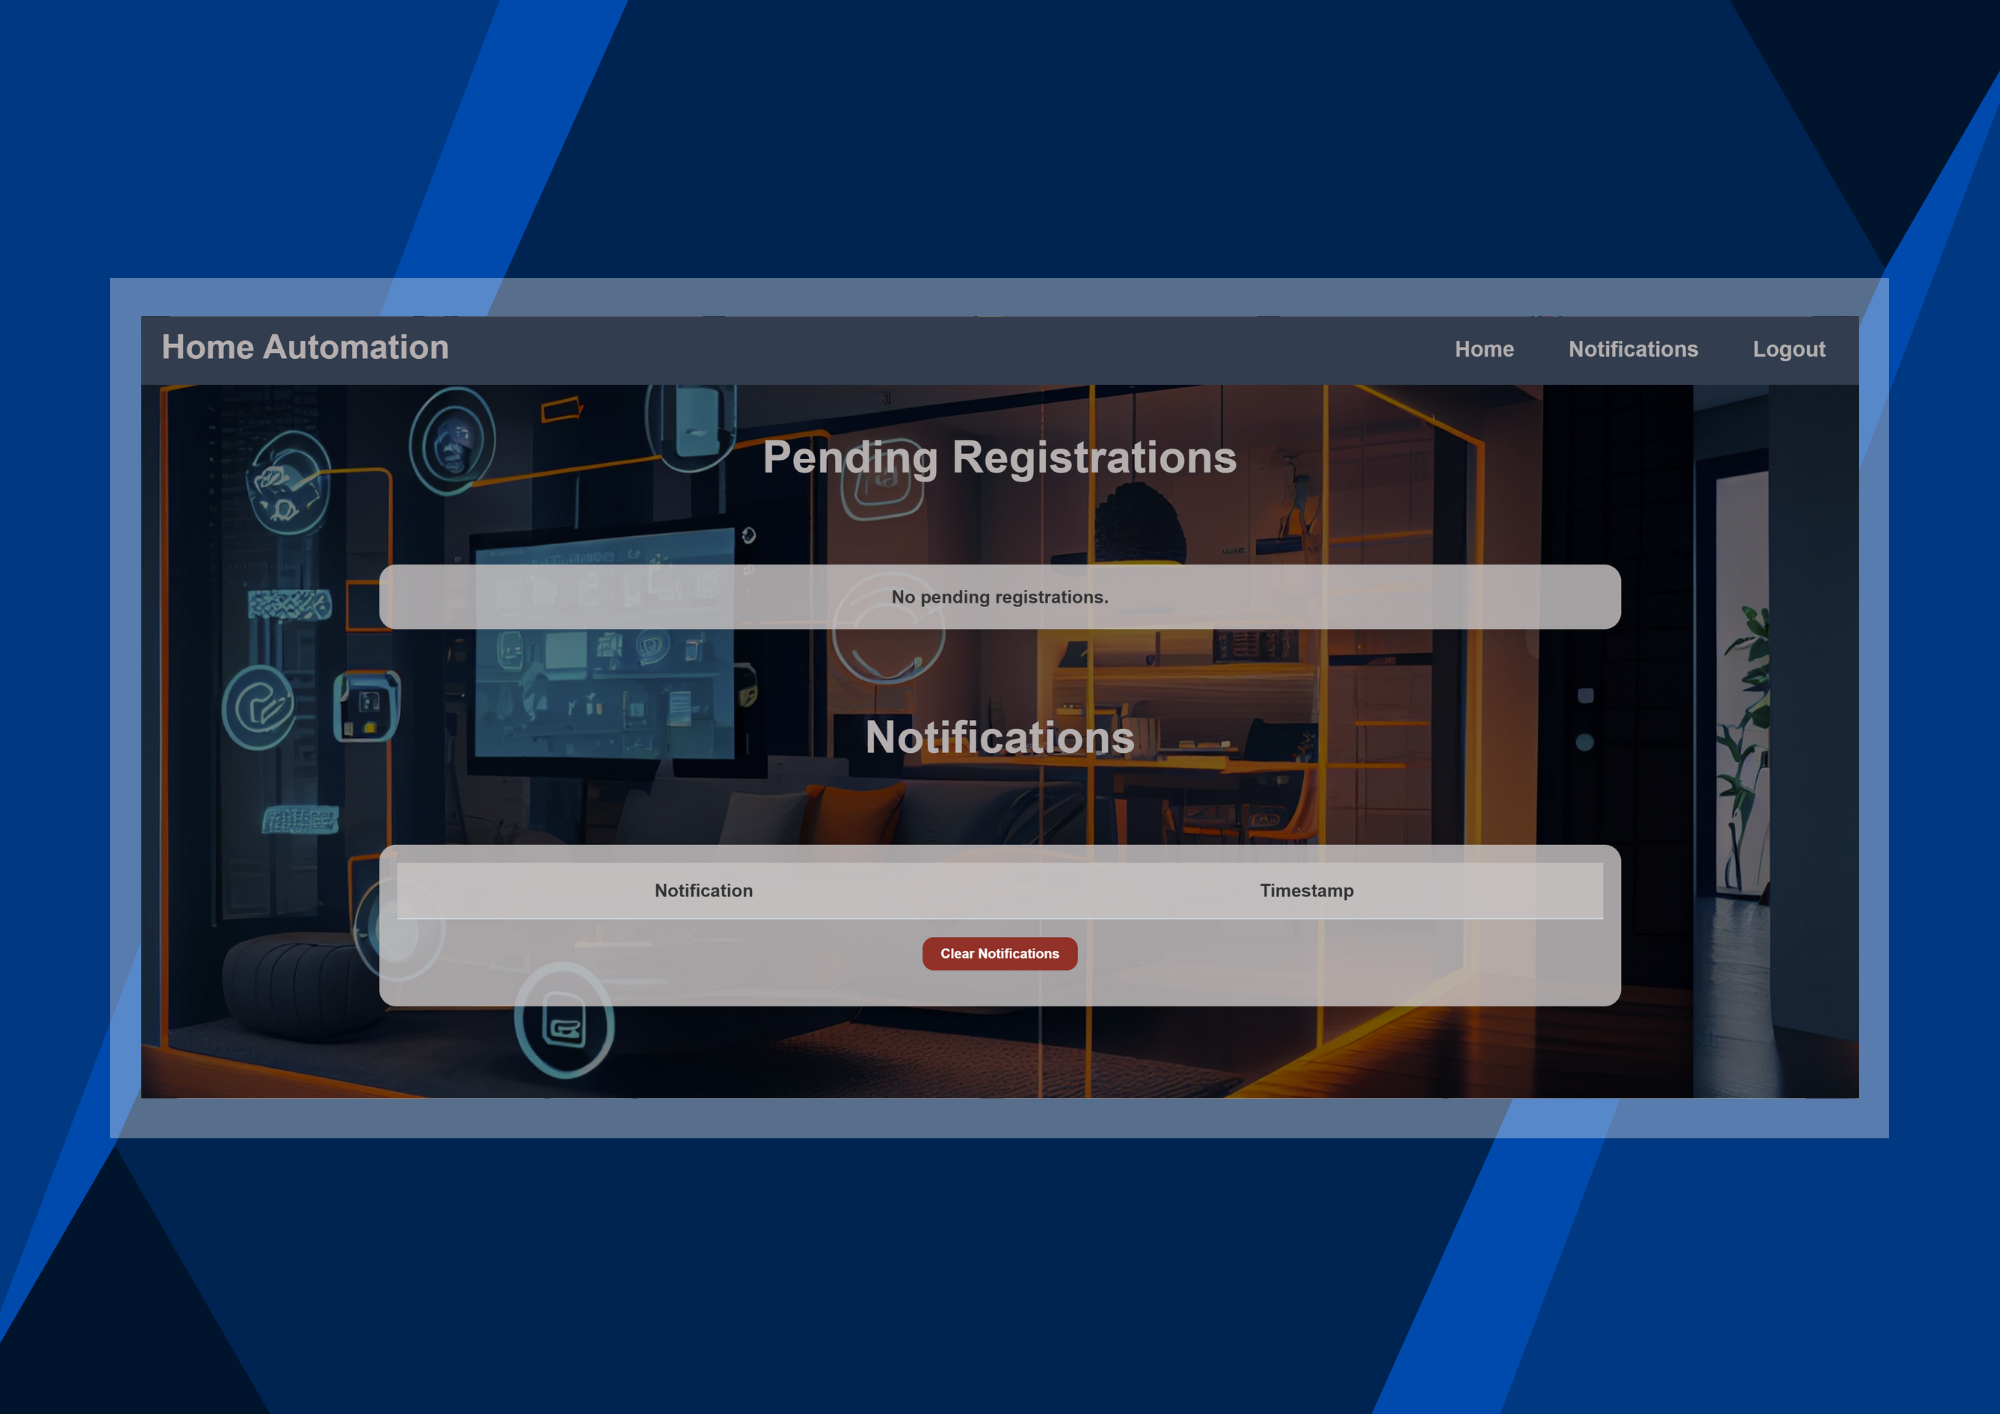 Home Automation
Home Notifications Logout
Pending Registrations
No pending registrations.
Notifications
Notification Timestamp
Clear Notifications